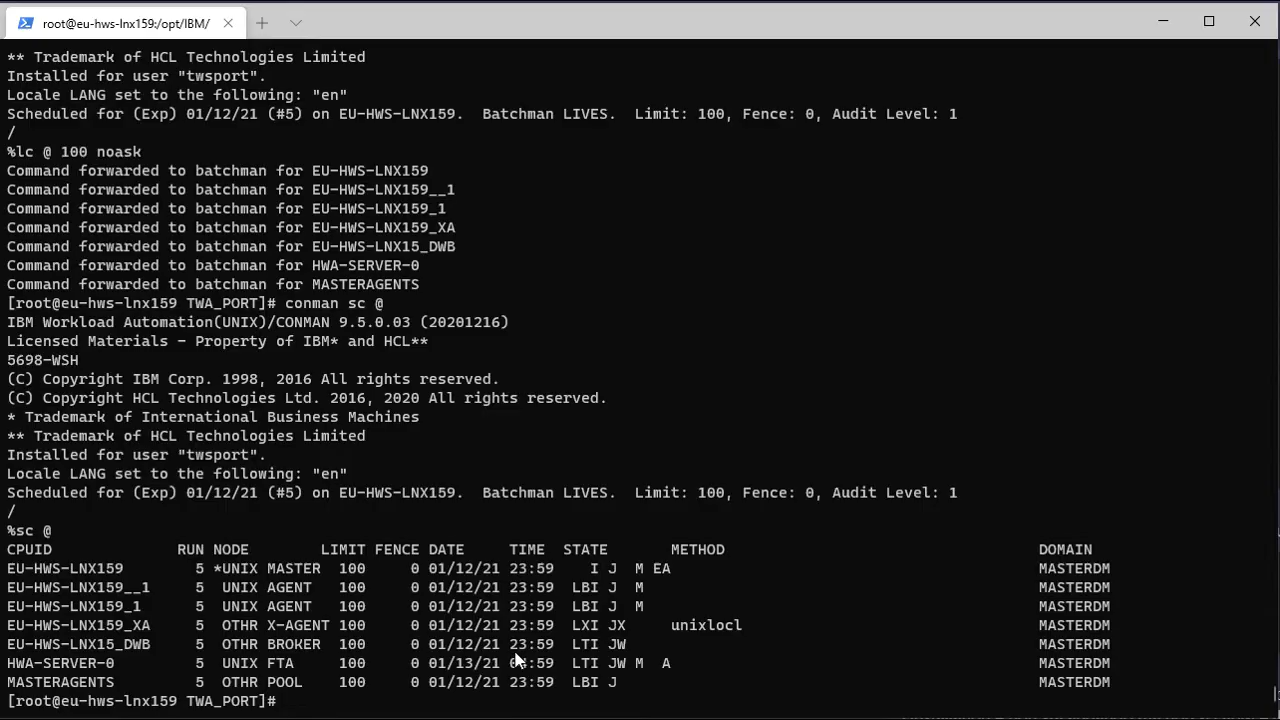 root@eu-hws-lnx159:/opt/IBM/
** Trademark of HCL Technologies Limited
Installed for user "twsport".
Locale LANG set to the following: "en"
Scheduled for (Exp) 01/12/21 (#5) on EU-HWS-LNX159.  Batchman LIVES.  Limit: 100, Fence: 0, Audit Level: 1
/
%lc @ 100 noask
Command forwarded to batchman for EU-HWS-LNX159
Command forwarded to batchman for EU-HWS-LNX159__1
Command forwarded to batchman for EU-HWS-LNX159_1
Command forwarded to batchman for EU-HWS-LNX159_XA
Command forwarded to batchman for EU-HWS-LNX15_DWB
Command forwarded to batchman for HWA-SERVER-0
Command forwarded to batchman for MASTERAGENTS
[root@eu-hws-lnx159 TWA_PORT]# conman sc @
IBM Workload Automation(UNIX)/CONMAN 9.5.0.03 (20201216)
Licensed Materials - Property of IBM* and HCL**
5698-WSH
(C) Copyright IBM Corp. 1998, 2016 All rights reserved.
(C) Copyright HCL Technologies Ltd. 2016, 2020 All rights reserved.
* Trademark of International Business Machines
** Trademark of HCL Technologies Limited
Installed for user "twsport".
Locale LANG set to the following: "en"
Scheduled for (Exp) 01/12/21 (#5) on EU-HWS-LNX159.  Batchman LIVES.  Limit: 100, Fence: 0, Audit Level: 1
/
%sc @
CPUID              RUN NODE        LIMIT FENCE DATE     TIME  STATE       METHOD                                   DOMAIN
EU-HWS-LNX159        5 *UNIX MASTER 100     0 01/12/21 23:59    I J  M EA                                         MASTERDM
EU-HWS-LNX159__1     5  UNIX AGENT  100     0 01/12/21 23:59  LBI J  M                                            MASTERDM
EU-HWS-LNX159_1      5  UNIX AGENT  100     0 01/12/21 23:59  LBI J  M                                            MASTERDM
EU-HWS-LNX159_XA     5  OTHR X-AGENT 100    0 01/12/21 23:59  LXI JX     unixlocl                                 MASTERDM
EU-HWS-LNX15_DWB     5  OTHR BROKER 100     0 01/12/21 23:59  LTI JW                                              MASTERDM
HWA-SERVER-0         5  UNIX FTA    100     0 01/13/21 :59  LTI JW M  A                                        MASTERDM
MASTERAGENTS         5  OTHR POOL   100     0 01/12/21 23:59  LBI J                                               MASTERDM
[root@eu-hws-lnx159 TWA_PORT]#